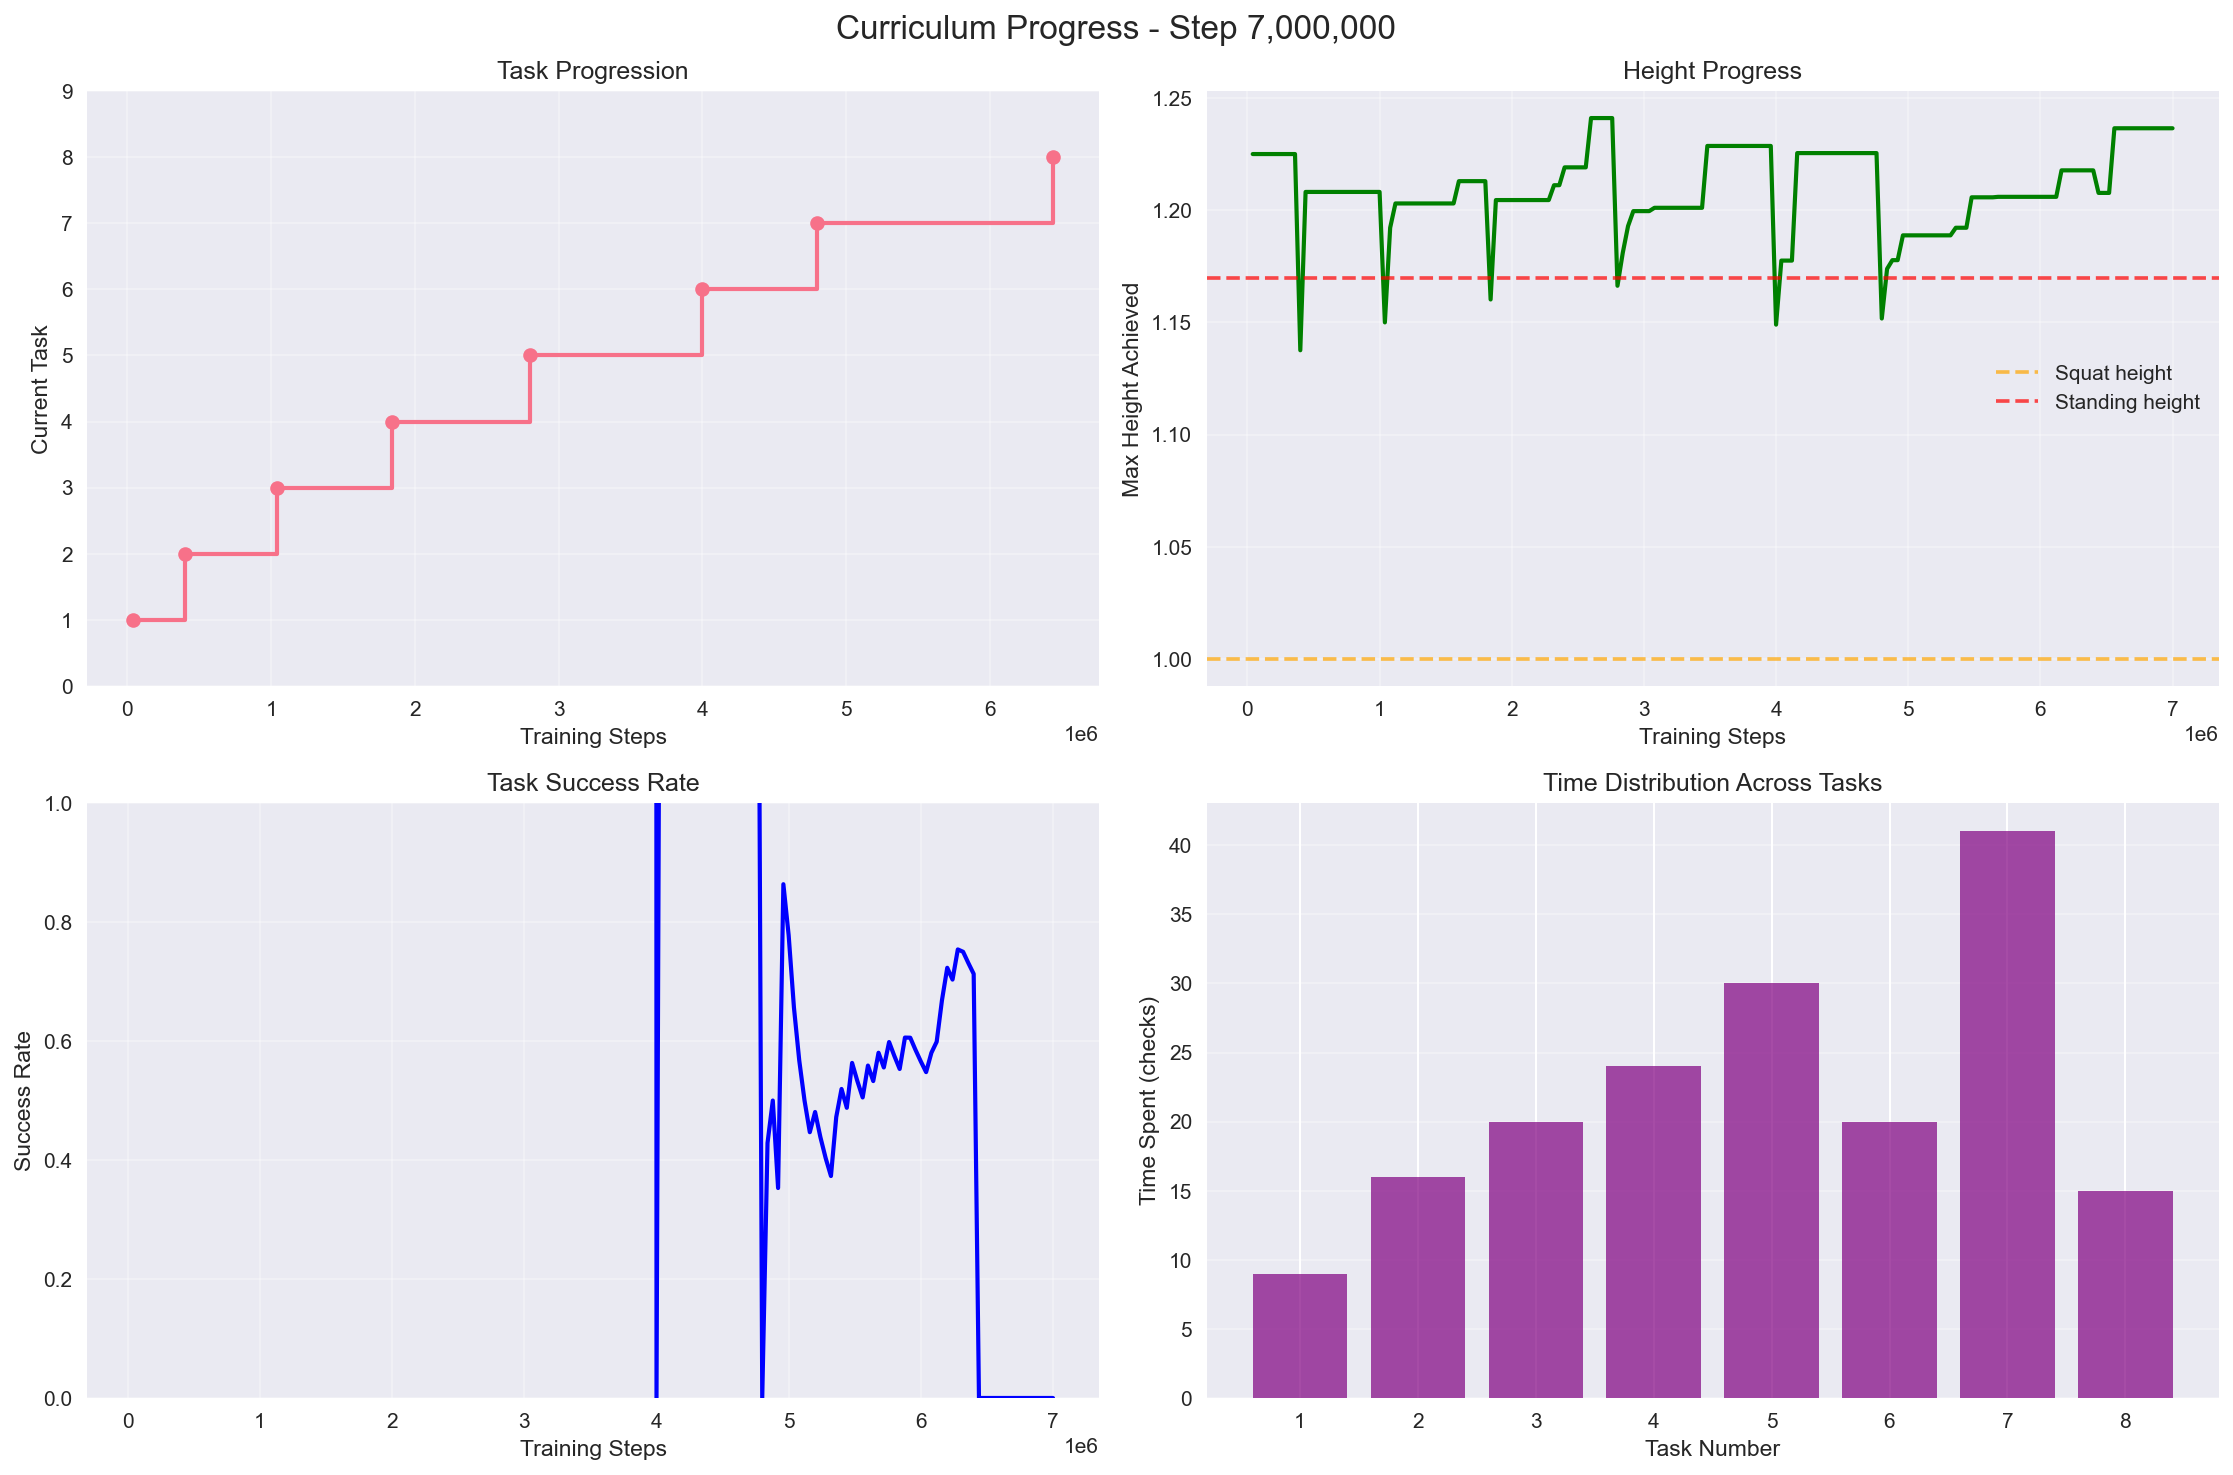 Curriculum Progress - Step 7,000,000
Task Progression
9
8
7
6
5
4
3
2
1
0
Current Task
0 1 2 3 4 5 6
1e6
Training Steps
Height Progress
1.25
1.20
1.15
1.10
1.05
1.00
Max Height Achieved
Squat height
Standing height
0 1 2 3 4 5 6 7
1e6
Training Steps
Task Success Rate
1.0
0.8
0.6
0.4
0.2
0.0
Success Rate
0 1 2 3 4 5 6 7
1e6
Training Steps
Time Distribution Across Tasks
40
35
30
25
20
15
10
5
0
Time Spent (checks)
1 2 3 4 5 6 7 8
Task Number